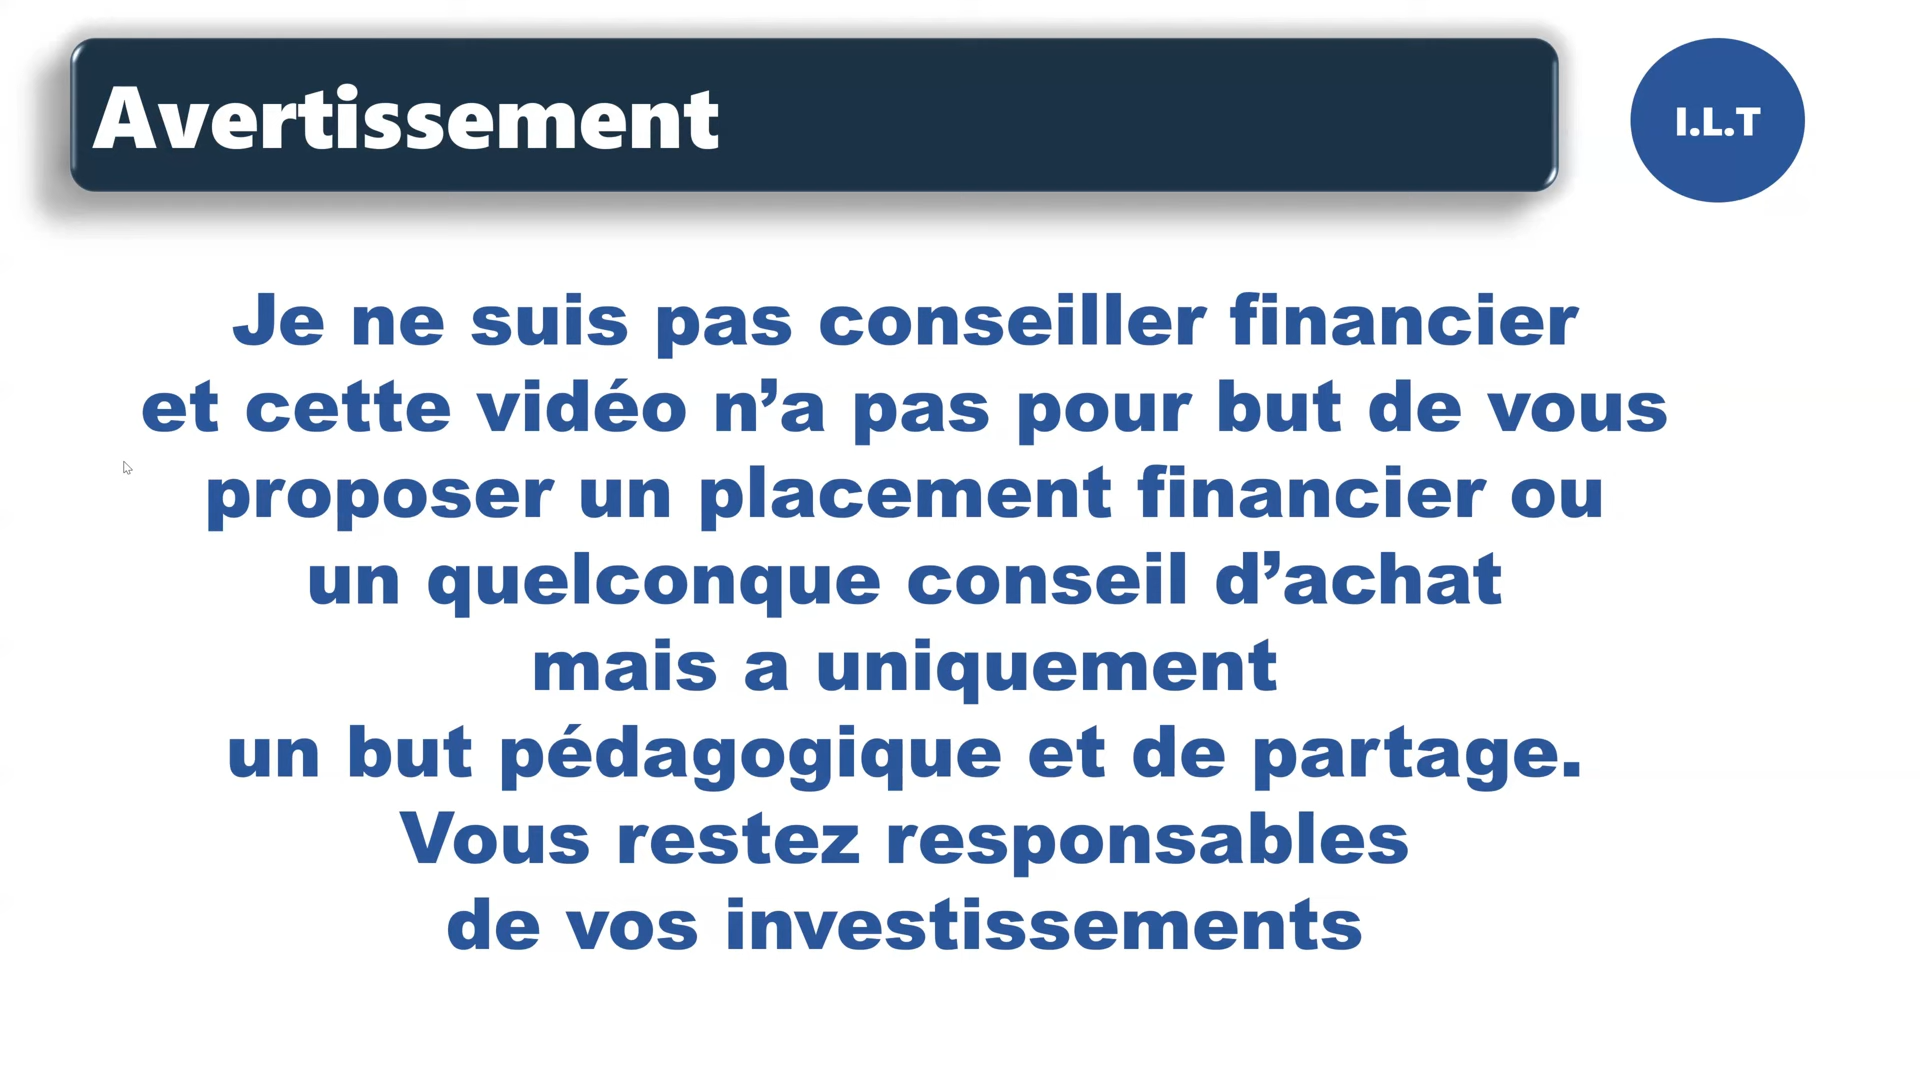 Avertissement
I.L.T
Je ne suis pas conseiller financier
et cette vidéo n’a pas pour but de vous
proposer un placement financier ou
un quelconque conseil d’achat
mais a uniquement
un but pédagogique et de partage.
Vous restez responsables
de vos investissements